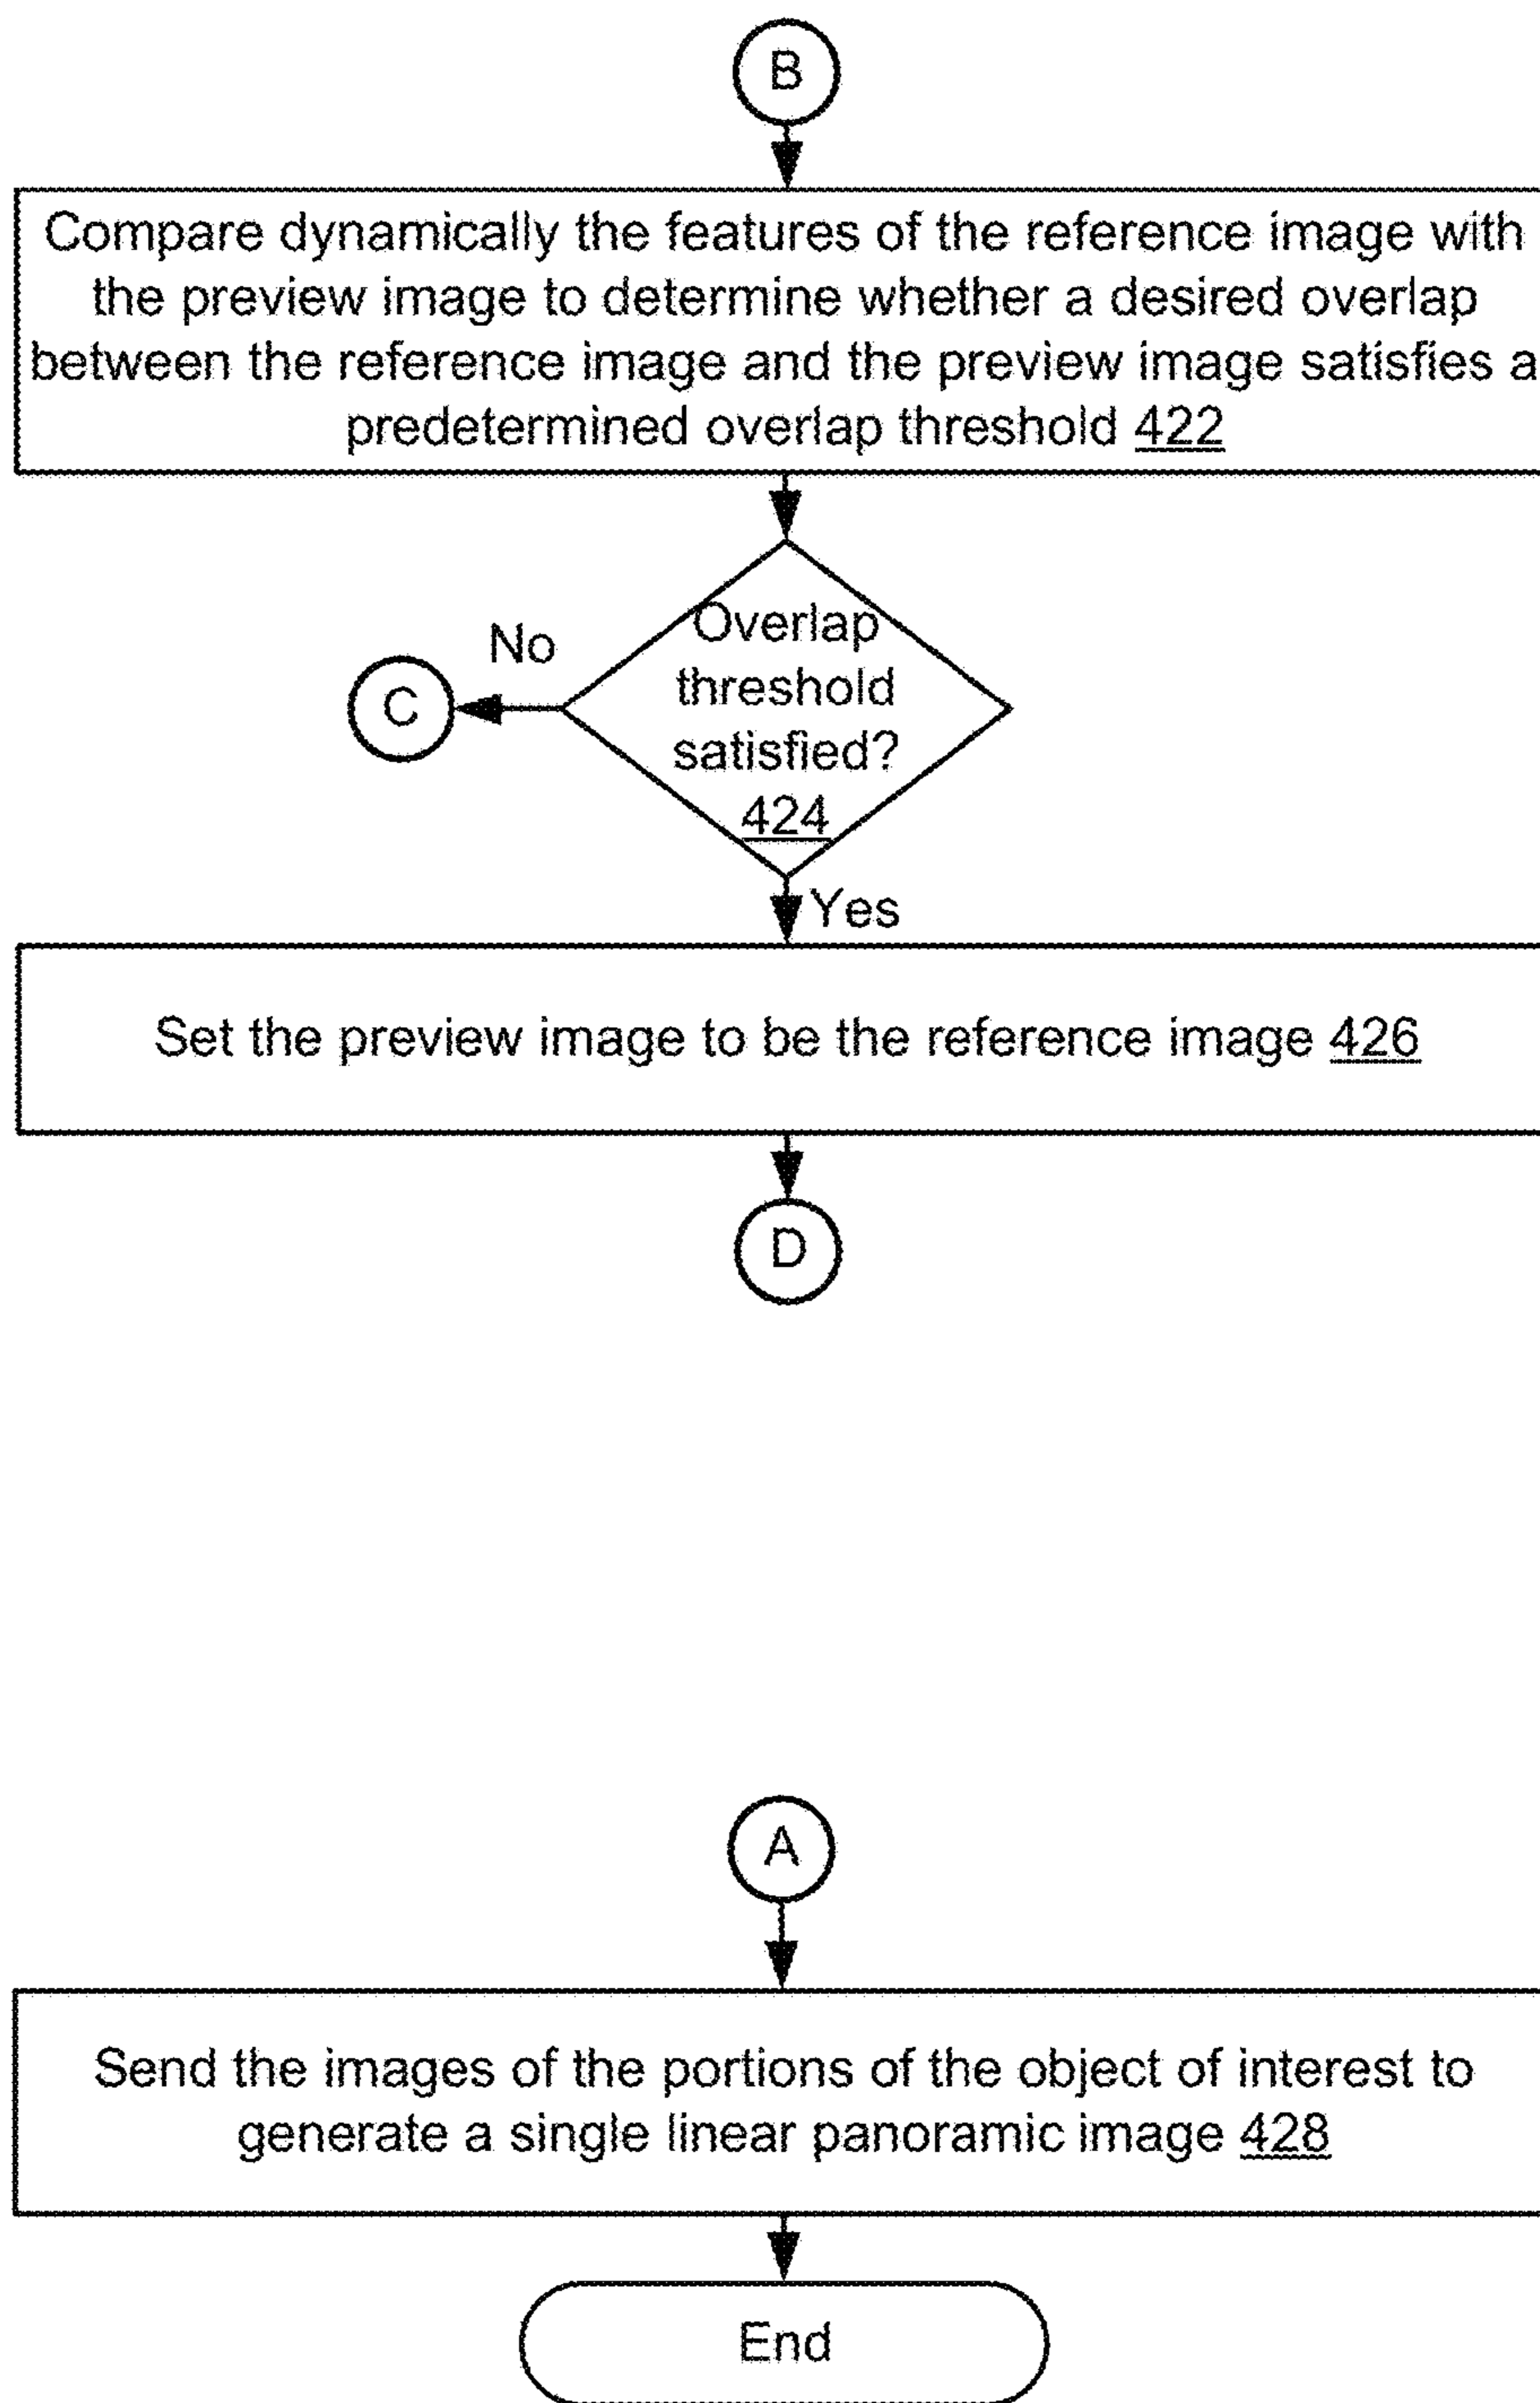 B
Compare dynamically the features of the reference image with
the preview image to determine whether a desired overlap
between the reference image and the preview image satisfies a
predetermined overlap threshold 422
Overlap
threshold
satisfied?
424
No
C
Yes
Set the preview image to be the reference image 426
D
A
Send the images of the portions of the object of interest to
generate a single linear panoramic image 428
End